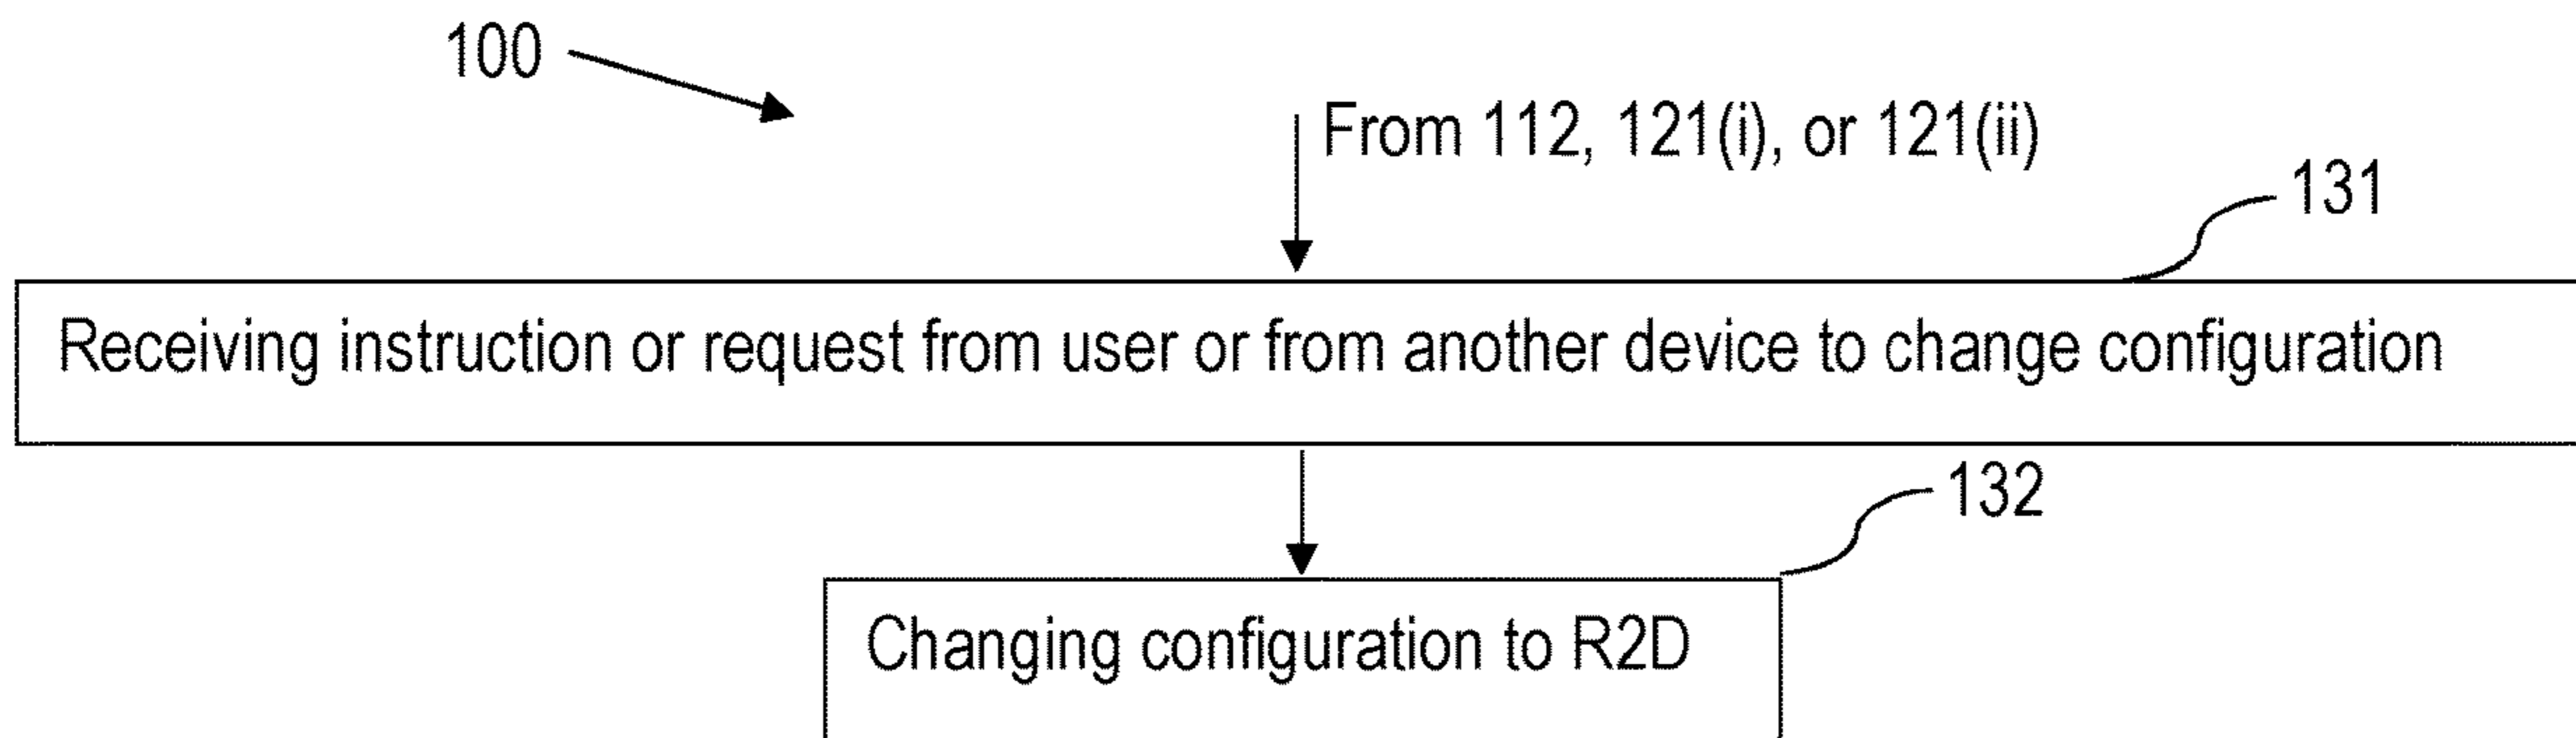 100
From 112, 121(i), or 121(ii)
131
Receiving instruction or request from user or from another device to change configuration
132
Changing configuration to R2D